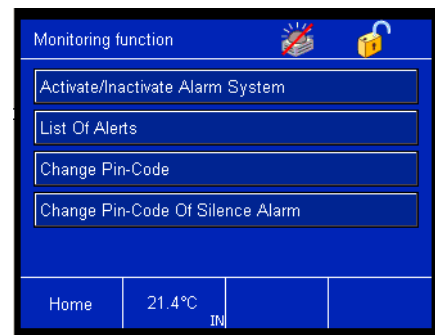 Monitoring function
Activate/Inactivate Alarm System
List Of Alerts
Change Pin-Code
Change Pin-Code Of Silence Alarm
Home
21.4°C
IN